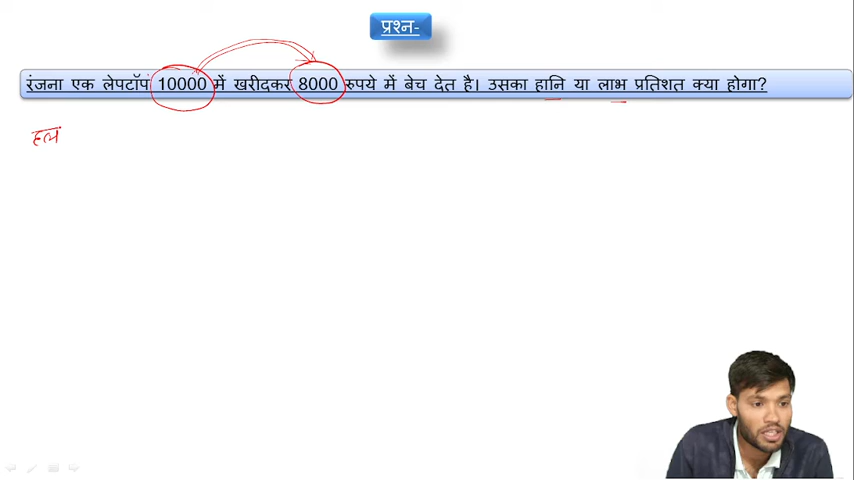 प्रश्न-
रंजना एक लेपटॉप 10000 में खरीदकर 8000 रुपये में बेच देत है। उसका हानि या लाभ प्रतिशत क्या होगा?
हल